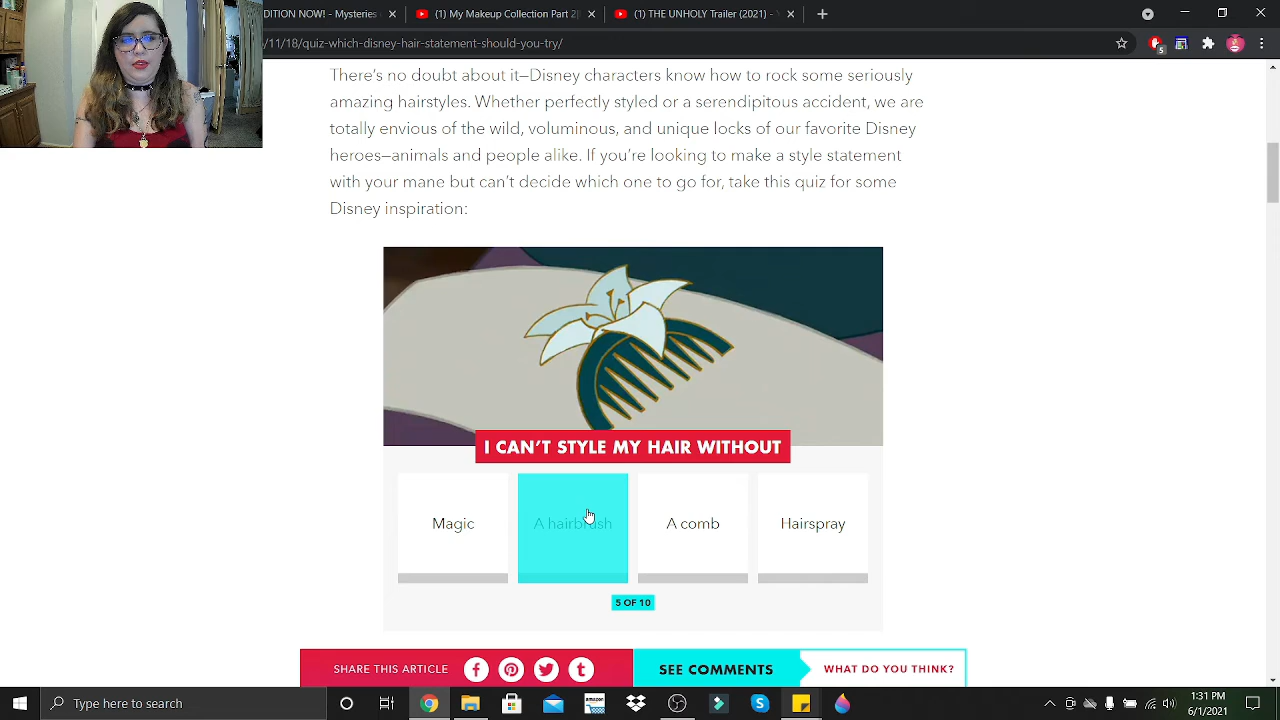 DITION NOW! - Mysteries
(1) My Makeup Collection Part 2|
(1) THE UNHOLY Trailer (2021) -
/11/18/quiz-which-disney-hair-statement-should-you-try/
5
There's no doubt about it—Disney characters know how to rock some seriously
amazing hairstyles. Whether perfectly styled or a serendipitous accident, we are
totally envious of the wild, voluminous, and unique locks of our favorite Disney
heroes—animals and people alike. If you're looking to make a style statement
with your mane but can't decide which one to go for, take this quiz for some
Disney inspiration:
I CAN'T STYLE MY HAIR WITHOUT
Magic
A hairbrush
A comb
Hairspray
5 OF 10
SHARE THIS ARTICLE
SEE COMMENTS
WHAT DO YOU THINK?
Type here to search
amazon
1:31 PM
6/1/2021